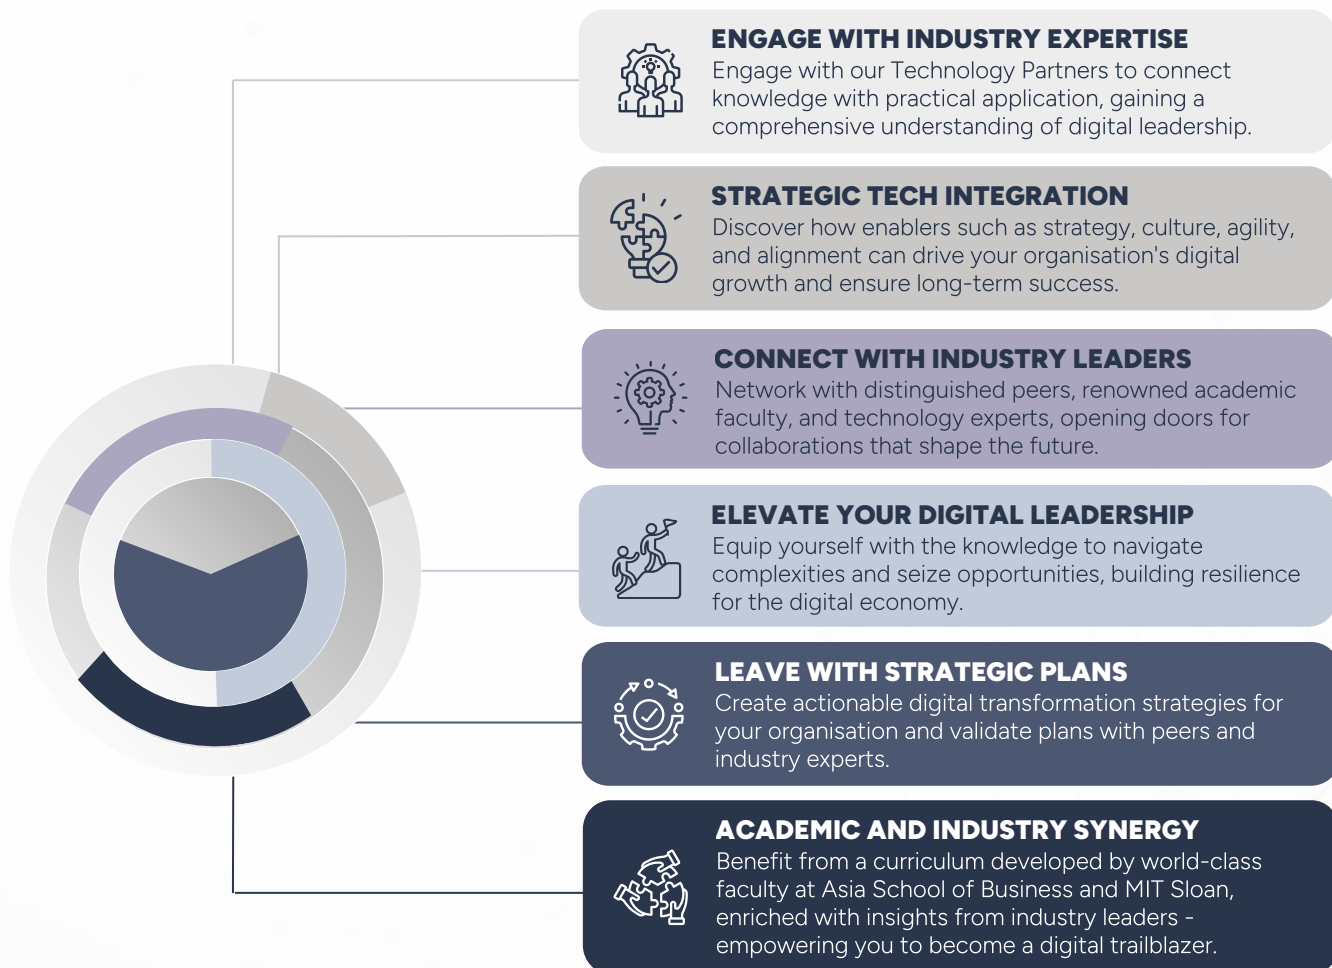 ENGAGE WITH INDUSTRY EXPERTISE
Engage with our Technology Partners to connect
knowledge with practical application, gaining a
comprehensive understanding of digital leadership.
STRATEGIC TECH INTEGRATION
Discover how enablers such as strategy, culture, agility,
and alignment can drive your organisation's digital
growth and ensure long-term success.
CONNECT WITH INDUSTRY LEADERS
Network with distinguished peers, renowned academic
faculty, and technology experts, opening doors for
collaborations that shape the future.
ELEVATE YOUR DIGITAL LEADERSHIP
Equip yourself with the knowledge to navigate
complexities and seize opportunities, building resilience
for the digital economy.
LEAVE WITH STRATEGIC PLANS
Create actionable digital transformation strategies for
your organisation and validate plans with peers and
industry experts.
ACADEMIC AND INDUSTRY SYNERGY
Benefit from a curriculum developed by world-class
faculty at Asia School of Business and MIT Sloan,
enriched with insights from industry leaders -
empowering you to become a digital trailblazer.